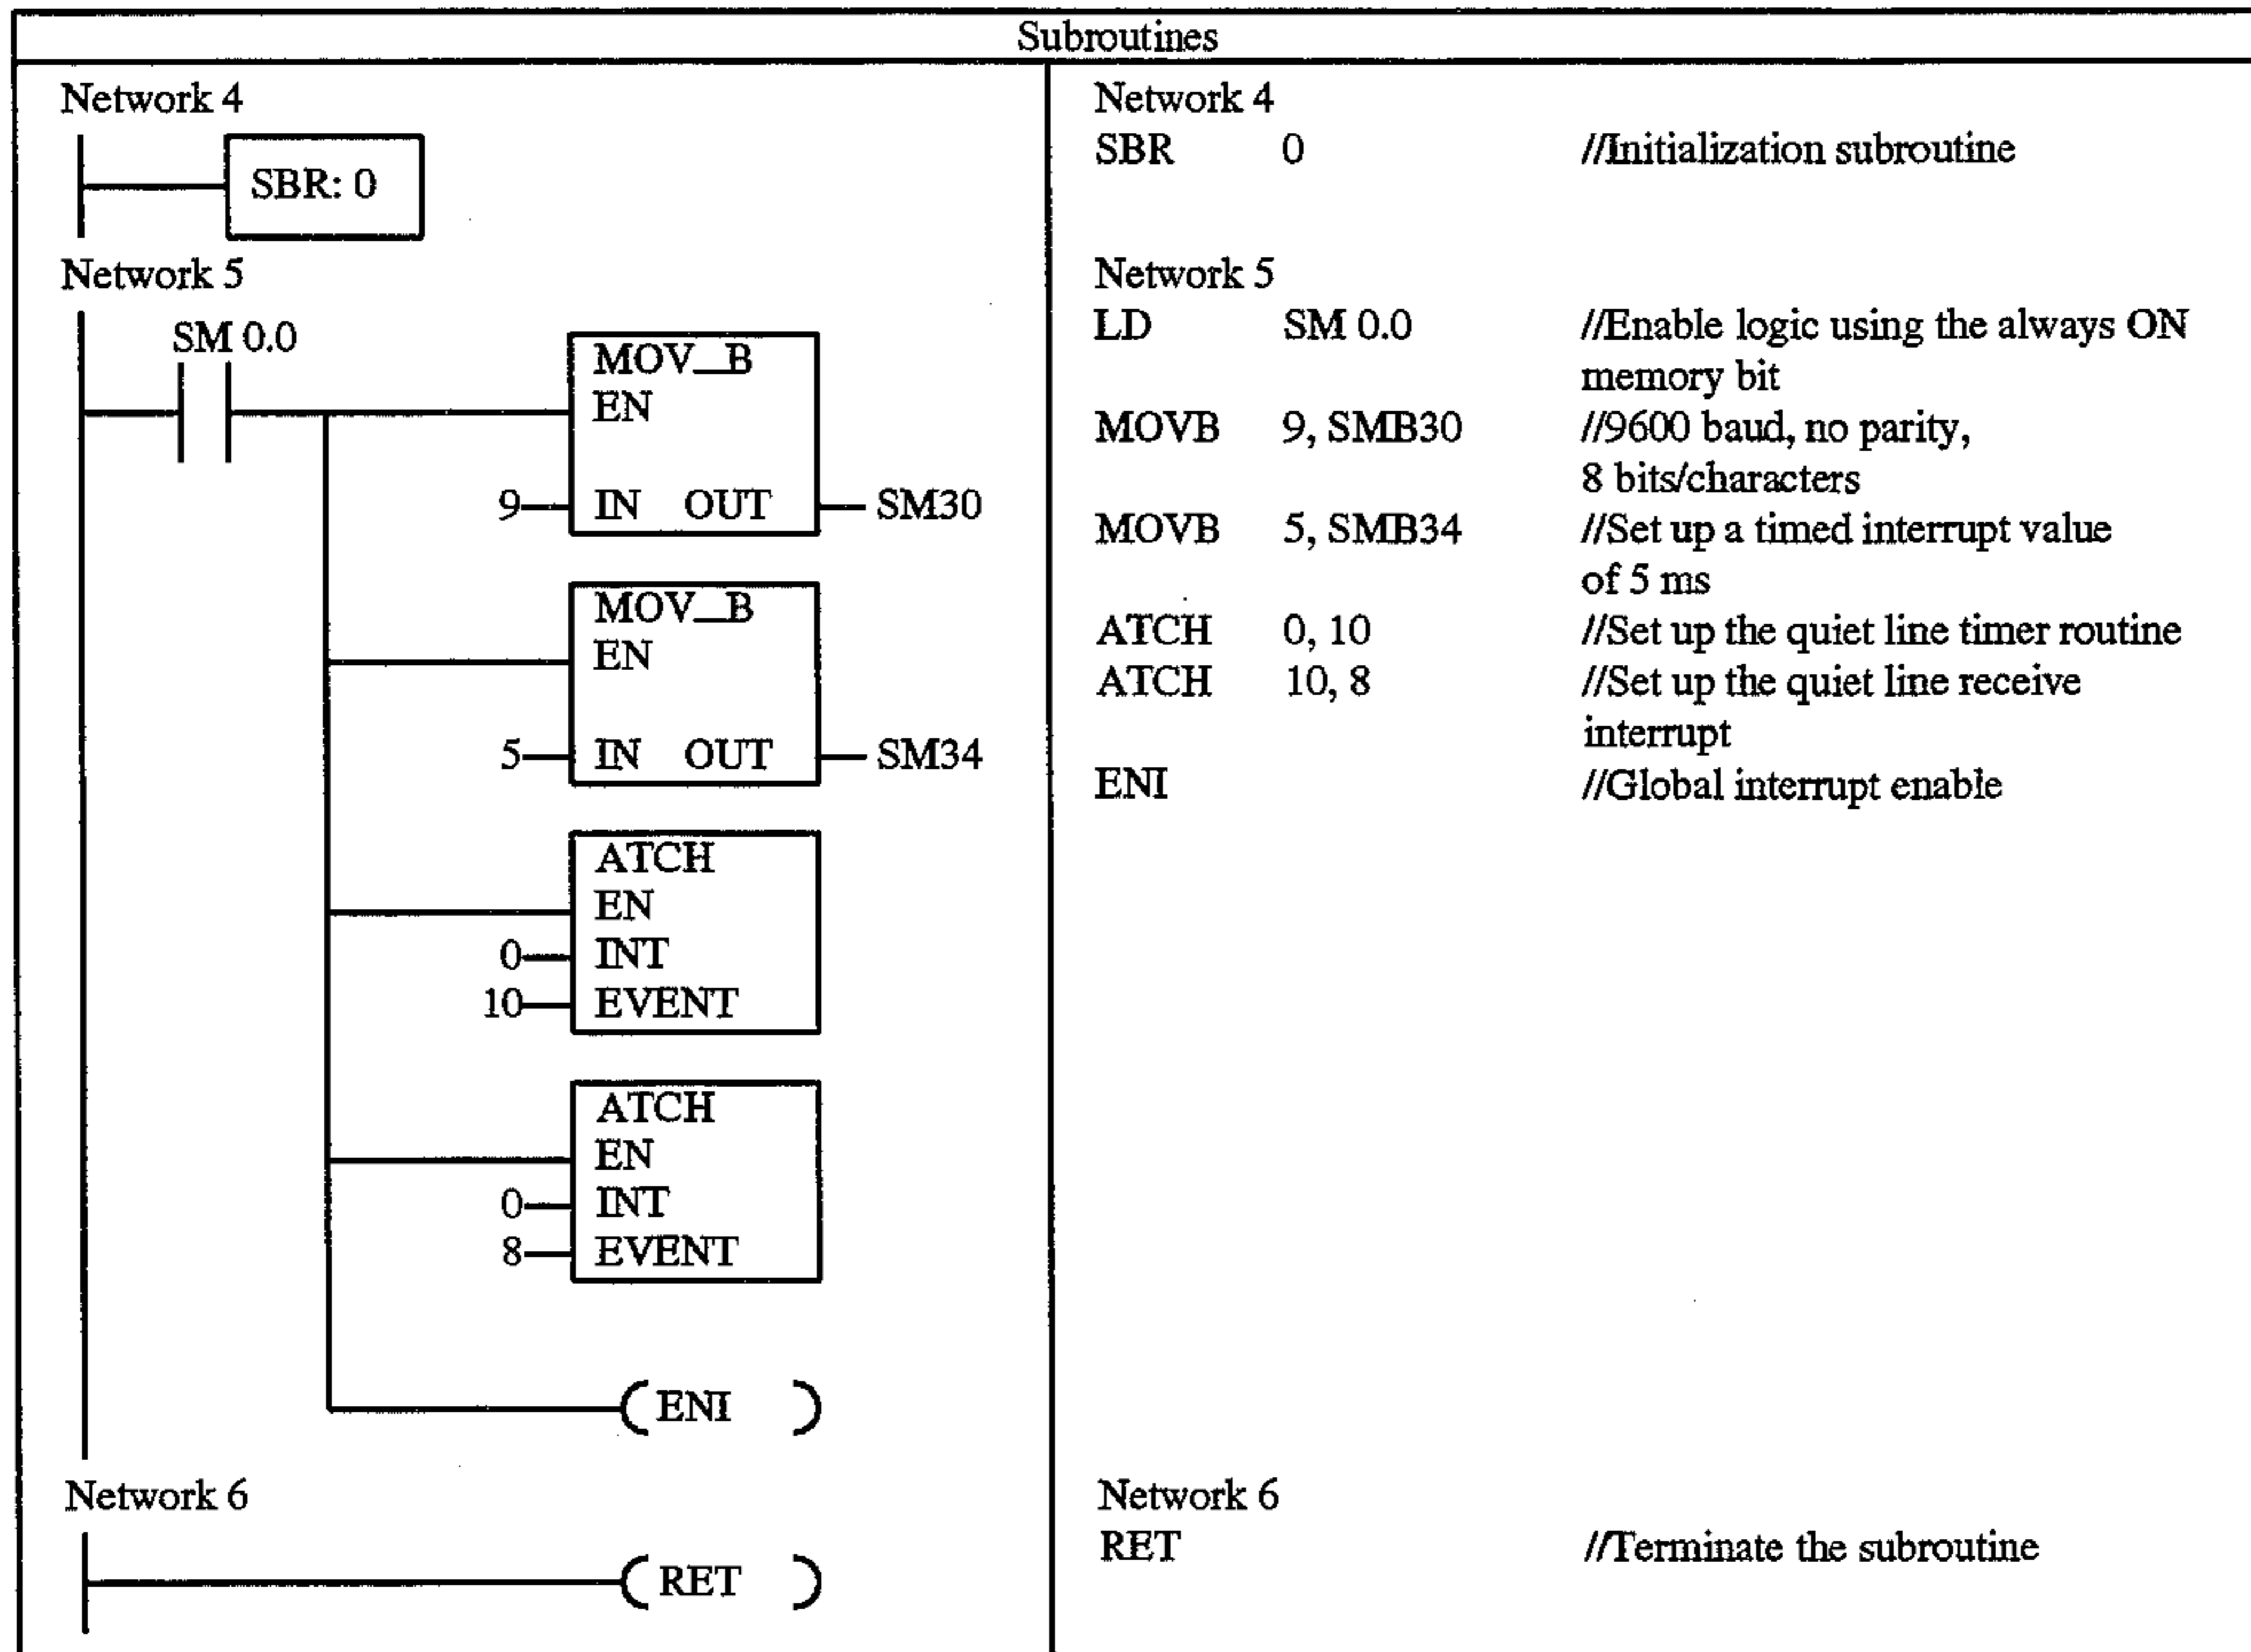 Subroutines
Network 4
SBR: 0
Network 5
SM 0.0
MOV_B
EN
9 IN OUT SM30
MOV_B
EN
5 IN OUT SM34
ATCH
EN
0 INT
10 EVENT
ATCH
EN
0 INT
8 EVENT
ENI
Network 6
RET
Network 4
SBR 0 //Initialization subroutine
Network 5
LD SM 0.0 //Enable logic using the always ON
memory bit
MOVB 9, SMB30 //9600 baud, no parity,
8 bits/characters
MOVB 5, SMB34 //Set up a timed interrupt value
of 5 ms
ATCH 0, 10 //Set up the quiet line timer routine
ATCH 10, 8 //Set up the quiet line receive
interrupt
ENI //Global interrupt enable
Network 6
RET //Terminate the subroutine